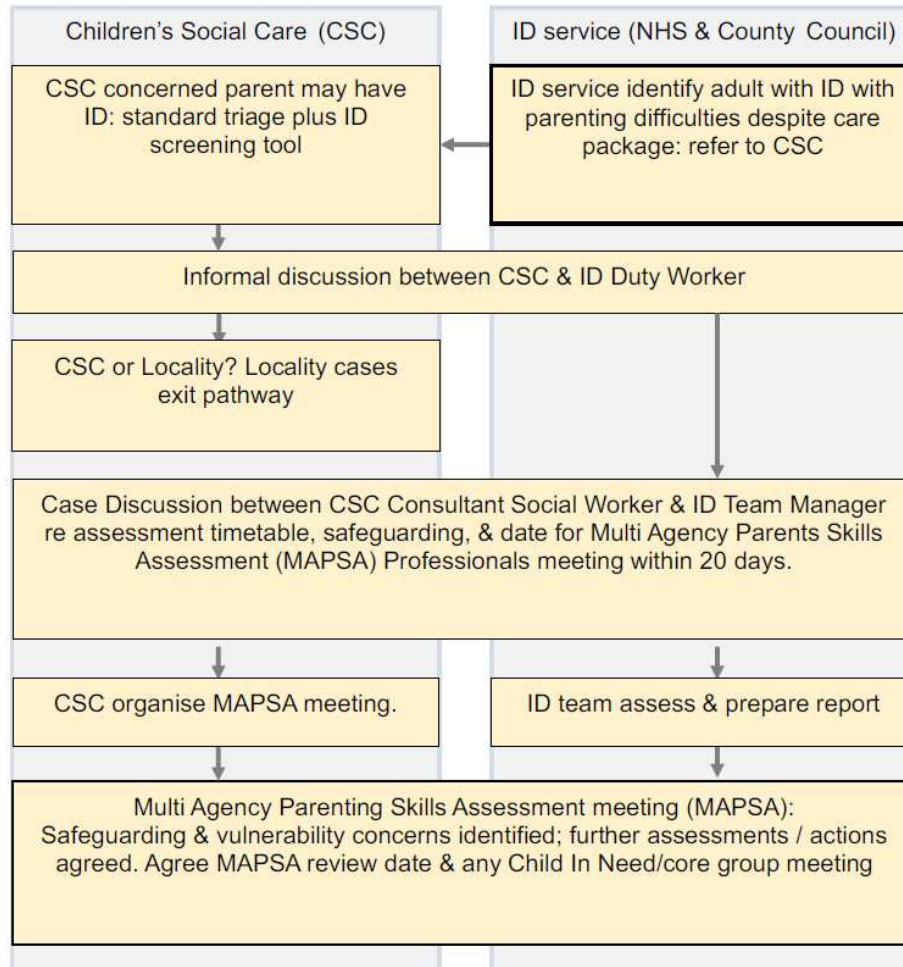 Children's Social Care (CSC)
ID service (NHS & County Council)
CSC concerned parent may have
ID: standard triage plus ID
screening tool
ID service identify adult with ID with
parenting difficulties despite care
package: refer to CSC
Informal discussion between CSC & ID Duty Worker
CSC or Locality? Locality cases
exit pathway
Case Discussion between CSC Consultant Social Worker & ID Team Manager
re assessment timetable, safeguarding, & date for Multi Agency Parents Skills
Assessment (MAPSA) Professionals meeting within 20 days.
CSC organise MAPSA meeting.
ID team assess & prepare report
Multi Agency Parenting Skills Assessment meeting (MAPSA):
Safeguarding & vulnerability concerns identified; further assessments / actions
agreed. Agree MAPSA review date & any Child In Need/core group meeting